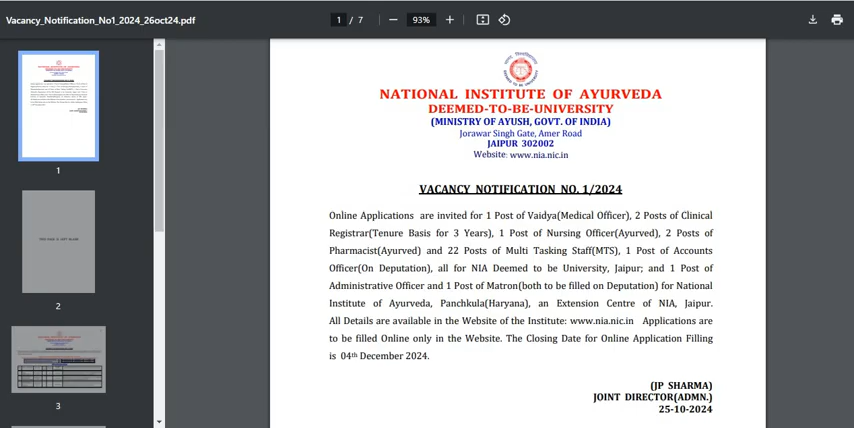 Vacancy_Notification_No1_2024_26oct24.pdf
1 / 7
93%
1
2
3
NATIONAL INSTITUTE OF AYURVEDA
DEEMED-TO-BE-UNIVERSITY
(MINISTRY OF AYUSH, GOVT. OF INDIA)
Jorawar Singh Gate, Amer Road
JAIPUR 302002
Website: www.nia.nic.in
VACANCY NOTIFICATION NO. 1/2024
Online Applications are invited for 1 Post of Vaidya(Medical Officer), 2 Posts of Clinical
Registrar(Tenure Basis for 3 Years), 1 Post of Nursing Officer(Ayurved), 2 Posts of
Pharmacist(Ayurved) and 22 Posts of Multi Tasking Staff(MTS), 1 Post of Accounts
Officer(On Deputation), all for NIA Deemed to be University, Jaipur; and 1 Post of
Administrative Officer and 1 Post of Matron(both to be filled on Deputation) for National
Institute of Ayurveda, Panchkula(Haryana), an Extension Centre of NIA, Jaipur.
All Details are available in the Website of the Institute: www.nia.nic.in Applications are
to be filled Online only in the Website. The Closing Date for Online Application Filling
is 04th December 2024.
(JP SHARMA)
JOINT DIRECTOR(ADMN.)
25-10-2024